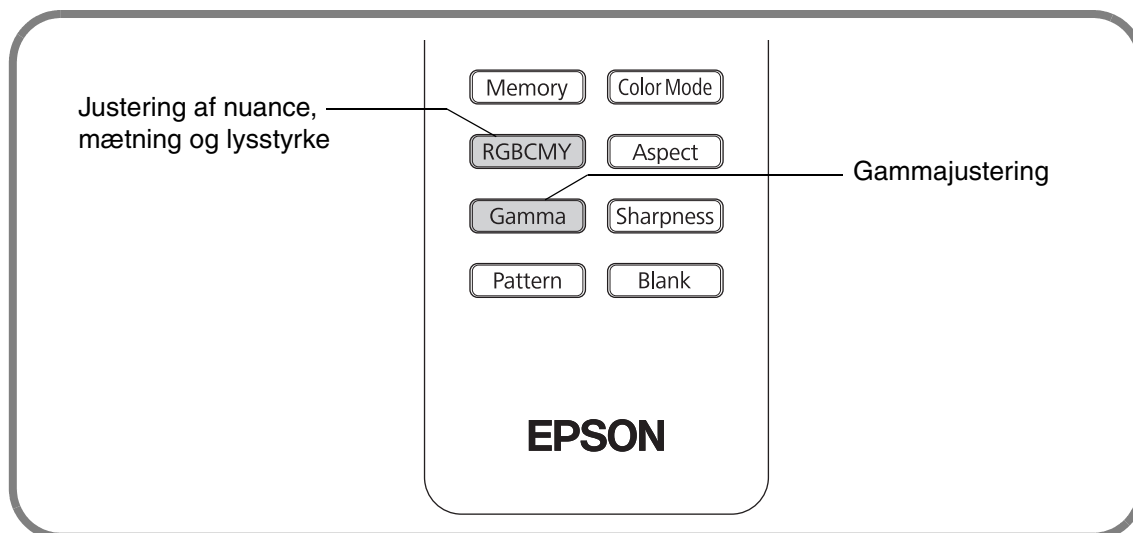 Memory
Color Mode
Justering af nuance,
mætning og lysstyrke
RGBCMY
Aspect
Gammajustering
Gamma
Sharpness
Pattern
Blank
EPSON